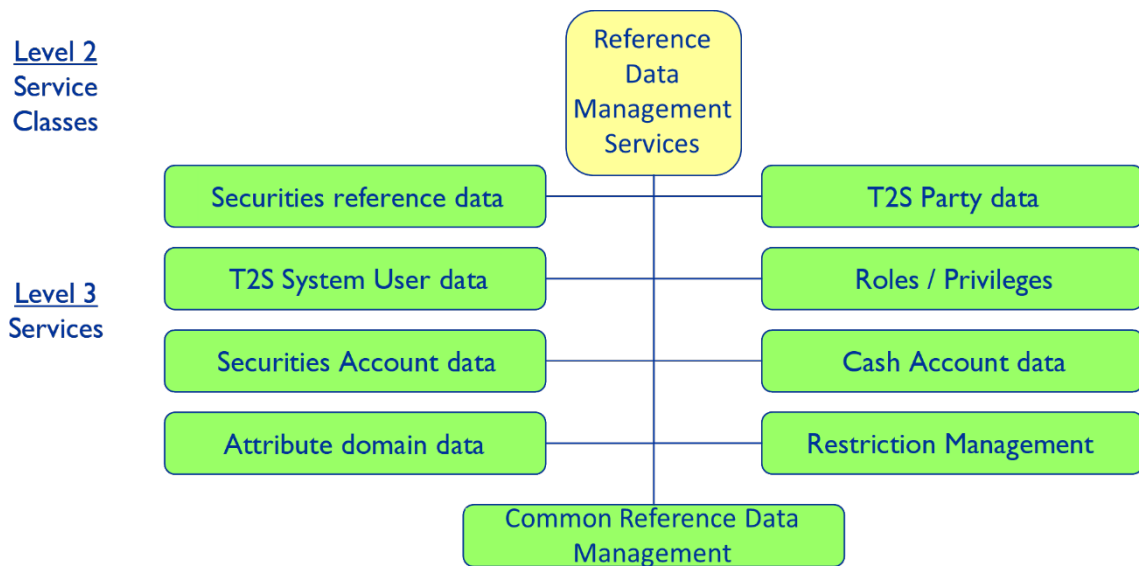 Level 2
Service
Classes
Reference
Data
Management
Services
Securities reference data
T2S Party data
T2S System User data
Roles / Privileges
Level 3
Services
Securities Account data
Cash Account data
Attribute domain data
Restriction Management
Common Reference Data
Management